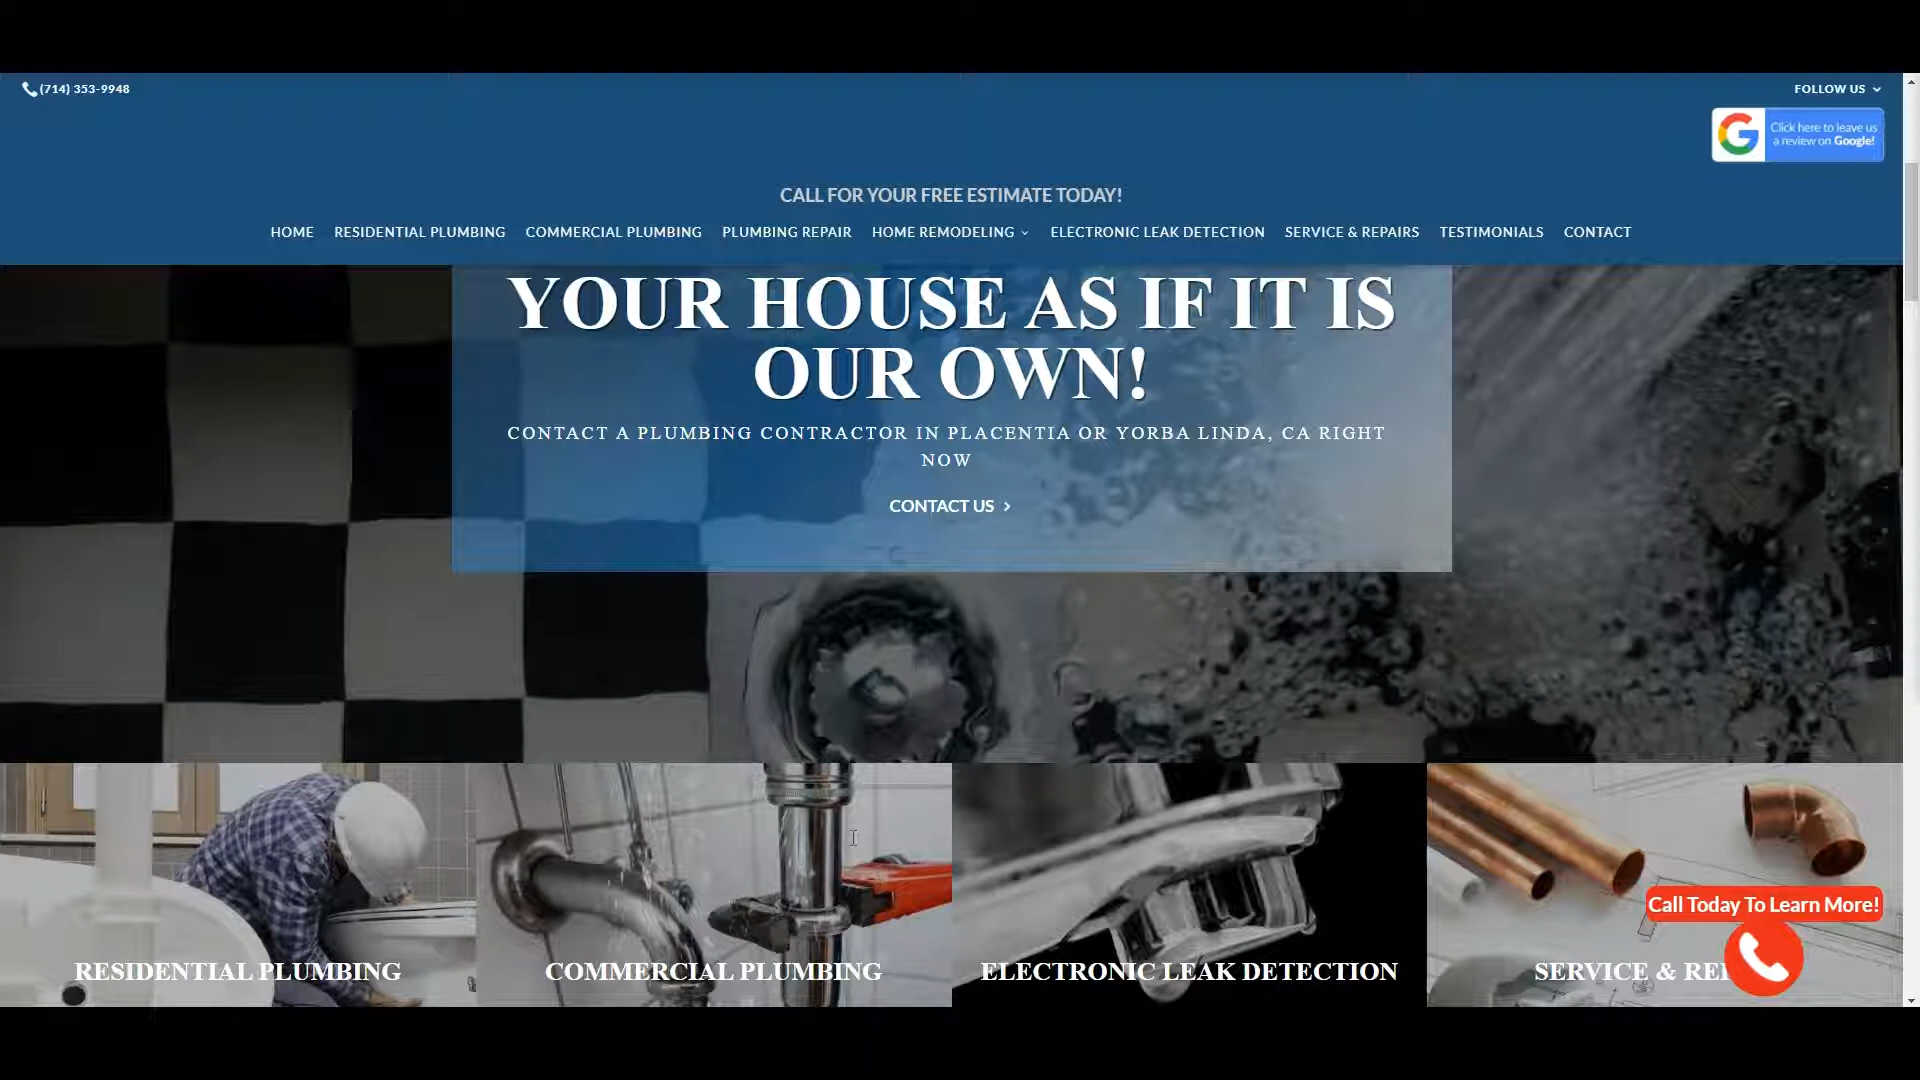 (714) 353-9948
FOLLOW US
Click here to leave us
a review on Google!
CALL FOR YOUR FREE ESTIMATE TODAY!
HOME RESIDENTIAL PLUMBING COMMERCIAL PLUMBING PLUMBING REPAIR HOME REMODELING ELECTRONIC LEAK DETECTION SERVICE & REPAIRS TESTIMONIALS CONTACT
YOUR HOUSE AS IF IT IS
OUR OWN!
CONTACT A PLUMBING CONTRACTOR IN PLACENTIA OR YORBA LINDA, CA RIGHT
NOW
CONTACT US
Call Today To Learn More!
RESIDENTIAL PLUMBING
COMMERCIAL PLUMBING
ELECTRONIC LEAK DETECTION
SERVICE &